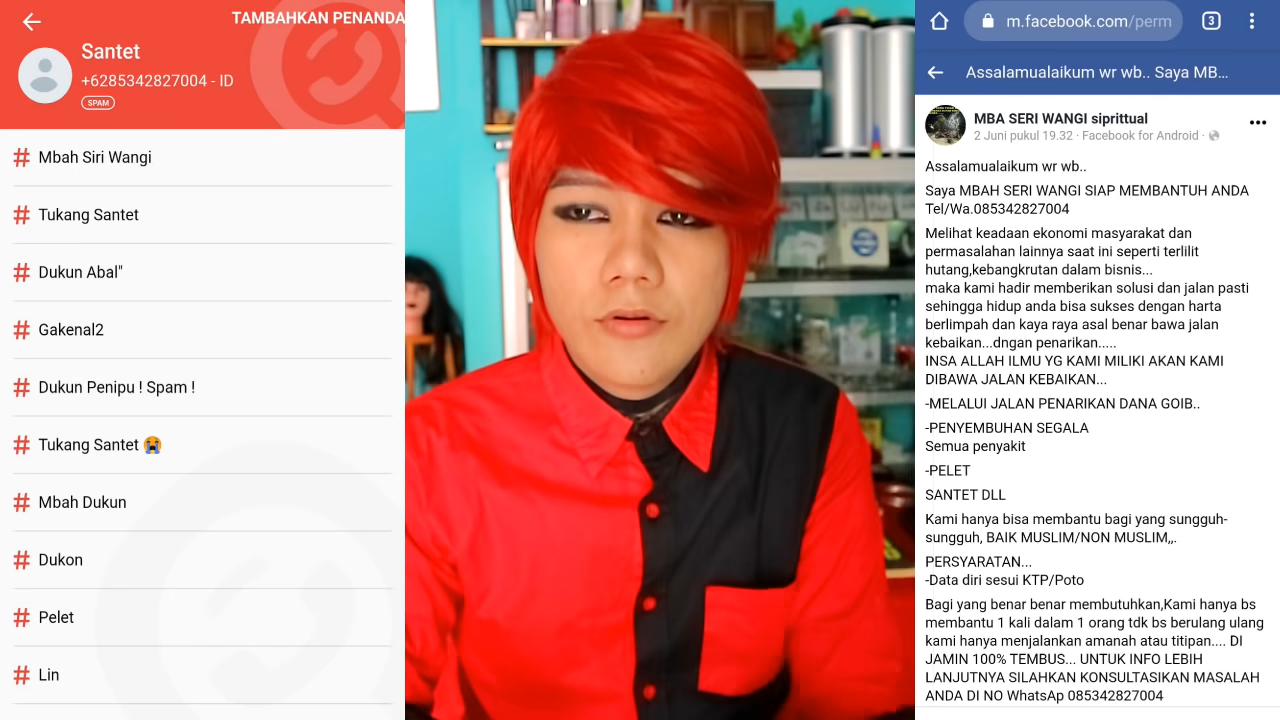 TAMBAHKAN PENANDA
Santet
+6285342827004 - ID
SPAM
# Mbah Siri Wangi
# Tukang Santet
# Dukun Abal"
# Gakenal2
# Dukun Penipu ! Spam !
# Tukang Santet 😭
# Mbah Dukun
# Dukon
# Pelet
# Lin
m.facebook.com/perm
3
Assalamualaikum wr wb.. Saya MB...
MBA SERI WANGI siprittual
2 Juni pukul 19.32 · Facebook for Android ·
Assalamualaikum wr wb..
Saya MBAH SERI WANGI SIAP MEMBANTUH ANDA
Tel/Wa.085342827004
Melihat keadaan ekonomi masyarakat dan
permasalahan lainnya saat ini seperti terlilit
hutang,kebangkrutan dalam bisnis...
maka kami hadir memberikan solusi dan jalan pasti
sehingga hidup anda bisa sukses dengan harta
berlimpah dan kaya raya asal benar bawa jalan
kebaikan...dngan penarikan.....
INSA ALLAH ILMU YG KAMI MILIKI AKAN KAMI
DIBAWA JALAN KEBAIKAN...
-MELALUI JALAN PENARIKAN DANA GOIB..
-PENYEMBUHAN SEGALA
Semua penyakit
-PELET
SANTET DLL
Kami hanya bisa membantu bagi yang sungguh-
sungguh, BAIK MUSLIM/NON MUSLIM,,.
PERSYARATAN...
-Data diri sesui KTP/Poto
Bagi yang benar benar membutuhkan,Kami hanya bs
membantu 1 kali dalam 1 orang tdk bs berulang ulang
kami hanya menjalankan amanah atau titipan.... DI
JAMIN 100% TEMBUS... UNTUK INFO LEBIH
LANJUTNYA SILAHKAN KONSULTASIKAN MASALAH
ANDA DI NO WhatsAp 085342827004